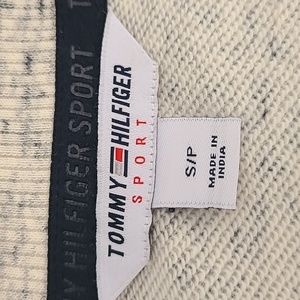 Y HILFIGER SPORT T
TOMMY HILFIGER
SPORT
S/P
MADE IN
INDIA